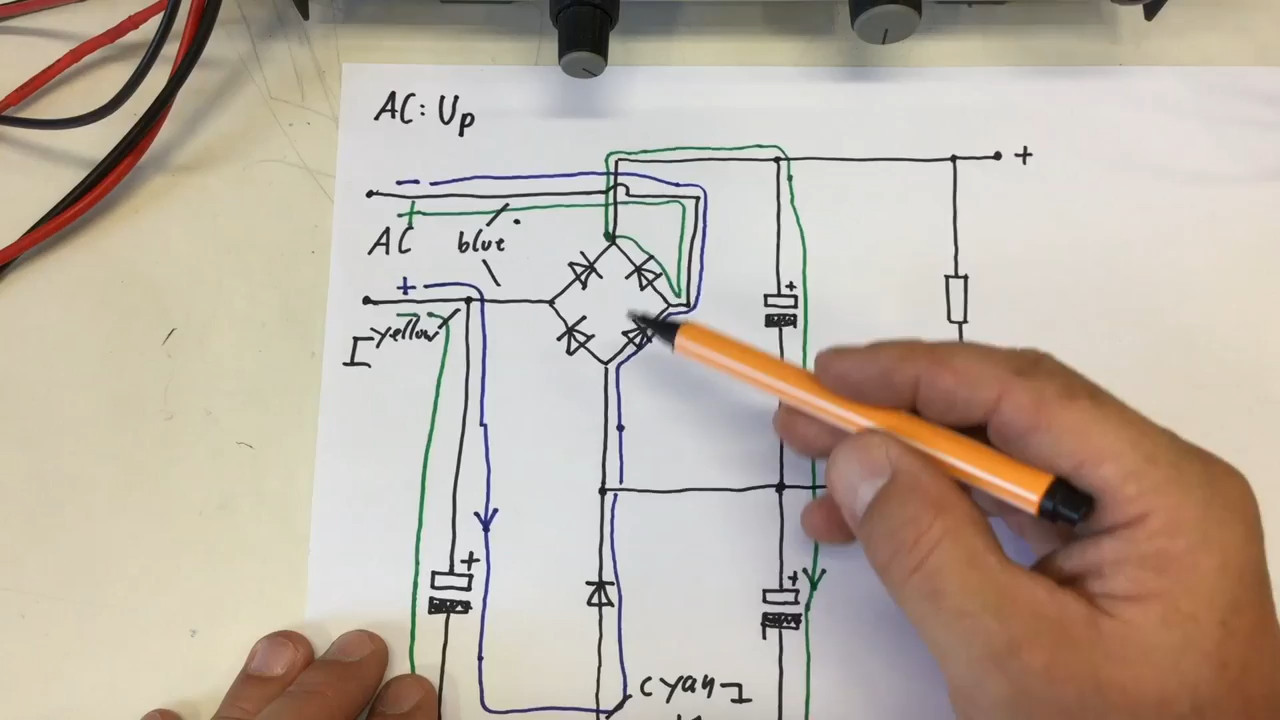 AC: Up
+
−
+
AC
blue
+
yellow
I
+
+
+
cyan I